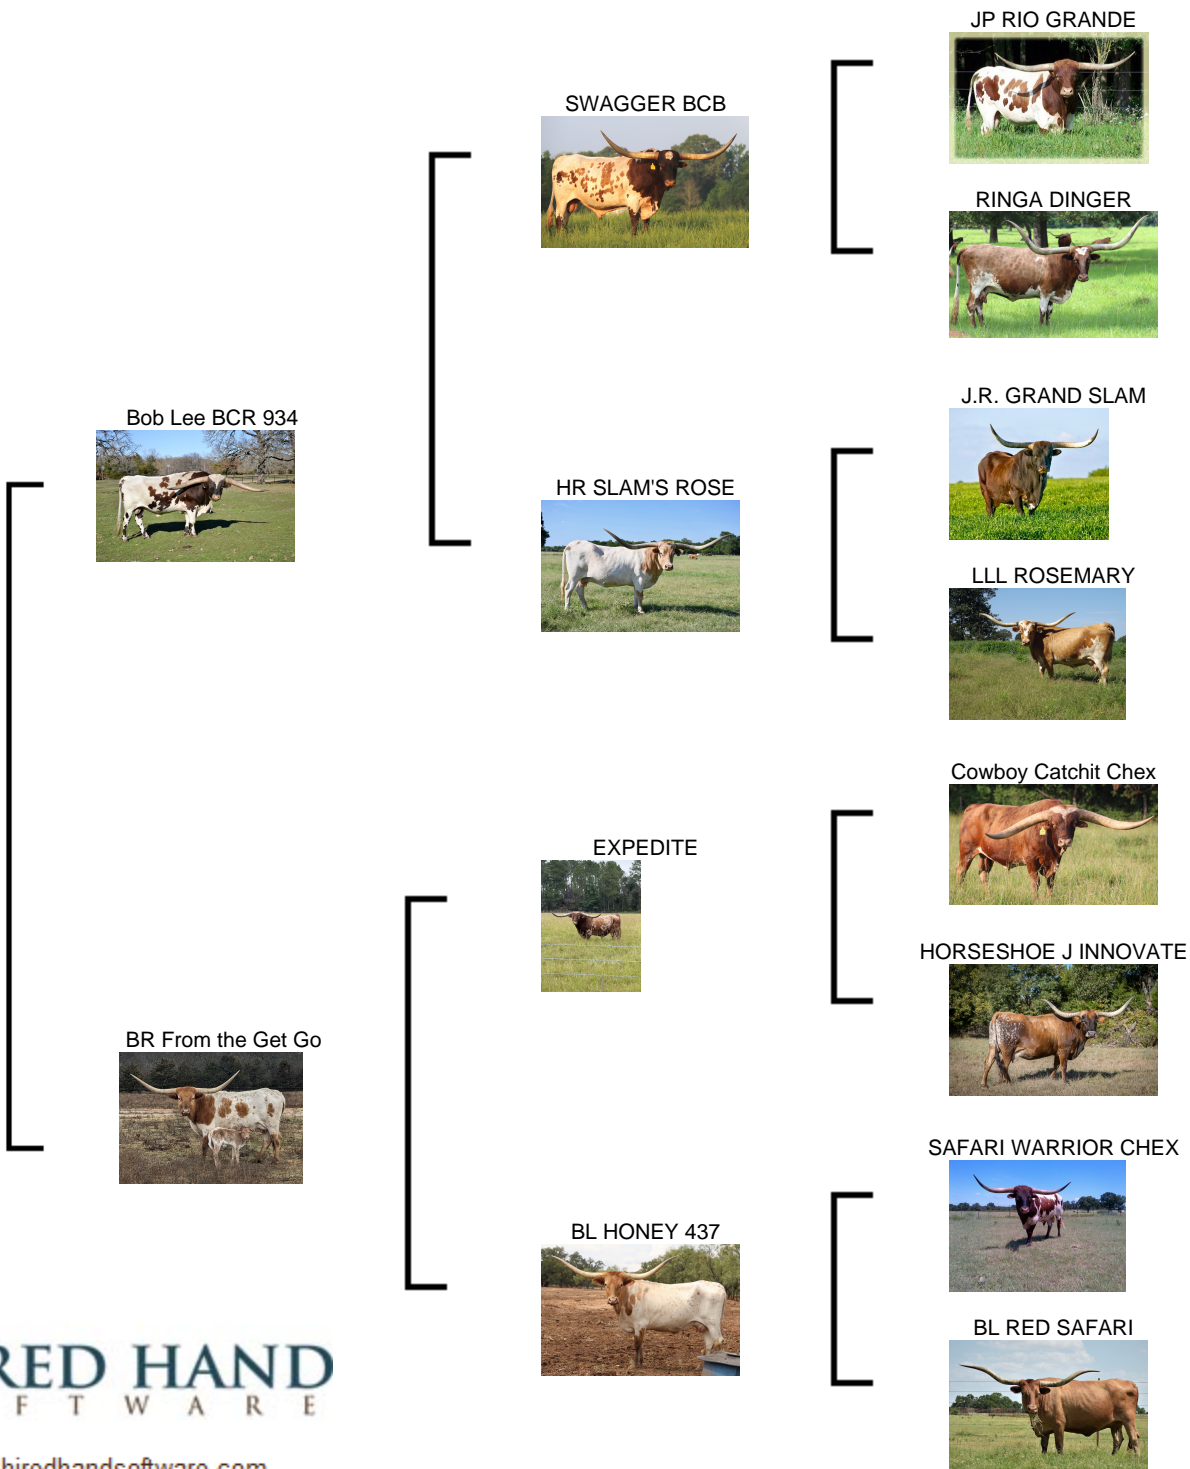 JP RIO GRANDE
SWAGGER BCB
RINGA DINGER
J.R. GRAND SLAM
Bob Lee BCR 934
HR SLAM'S ROSE
LLL ROSEMARY
Cowboy Catchit Chex
EXPEDITE
HORSESHOE J INNOVATE
BR From the Get Go
SAFARI WARRIOR CHEX
BL HONEY 437
BL RED SAFARI
RED HAND
F T W A R E
hiredhandsoftware.com